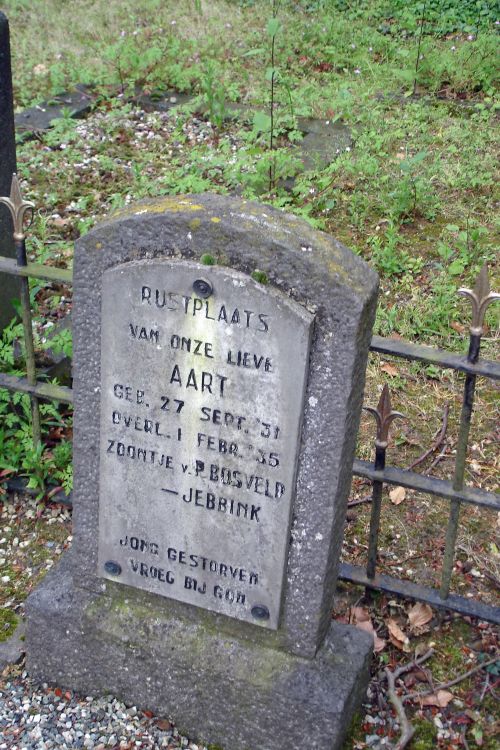 RUSTPLAATS
VAN ONZE LIEVE
AART
GEB. 27 SEPT. '31
OVERL. 1 FEBR. '35
ZOONTJE v. P. BOSVELD
—JEBBINK
JONG GESTORVEN
VROEG BIJ GOD